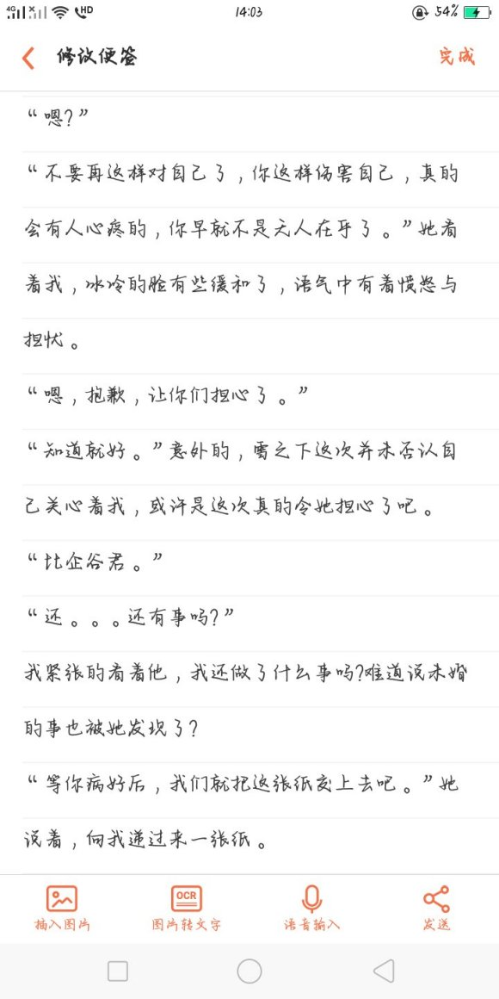 4G HD 14:03 54%
修改便签 完成
“嗯?”
“不要再这样对自己了，你这样伤害自己，真的
会有人心疼的，你早就不是无人在乎了。”她看
着我，冰冷的脸有些缓和了，语气中有着愤怒与
担忧。
“嗯，抱歉，让你们担心了。”
“知道就好。”意外的，雪之下这次并未否认自
己关心着我，或许是这次真的令她担心了吧。
“比企谷君。”
“还。。。还有事吗?”
我紧张的看着他，我还做了什么事吗?难道说未婚
的事也被她发现了?
“等你病好后，我们就把这张纸交上去吧。”她
说着，向我递过来一张纸。
OCR
插入图片 图片转文字 语音输入 发送